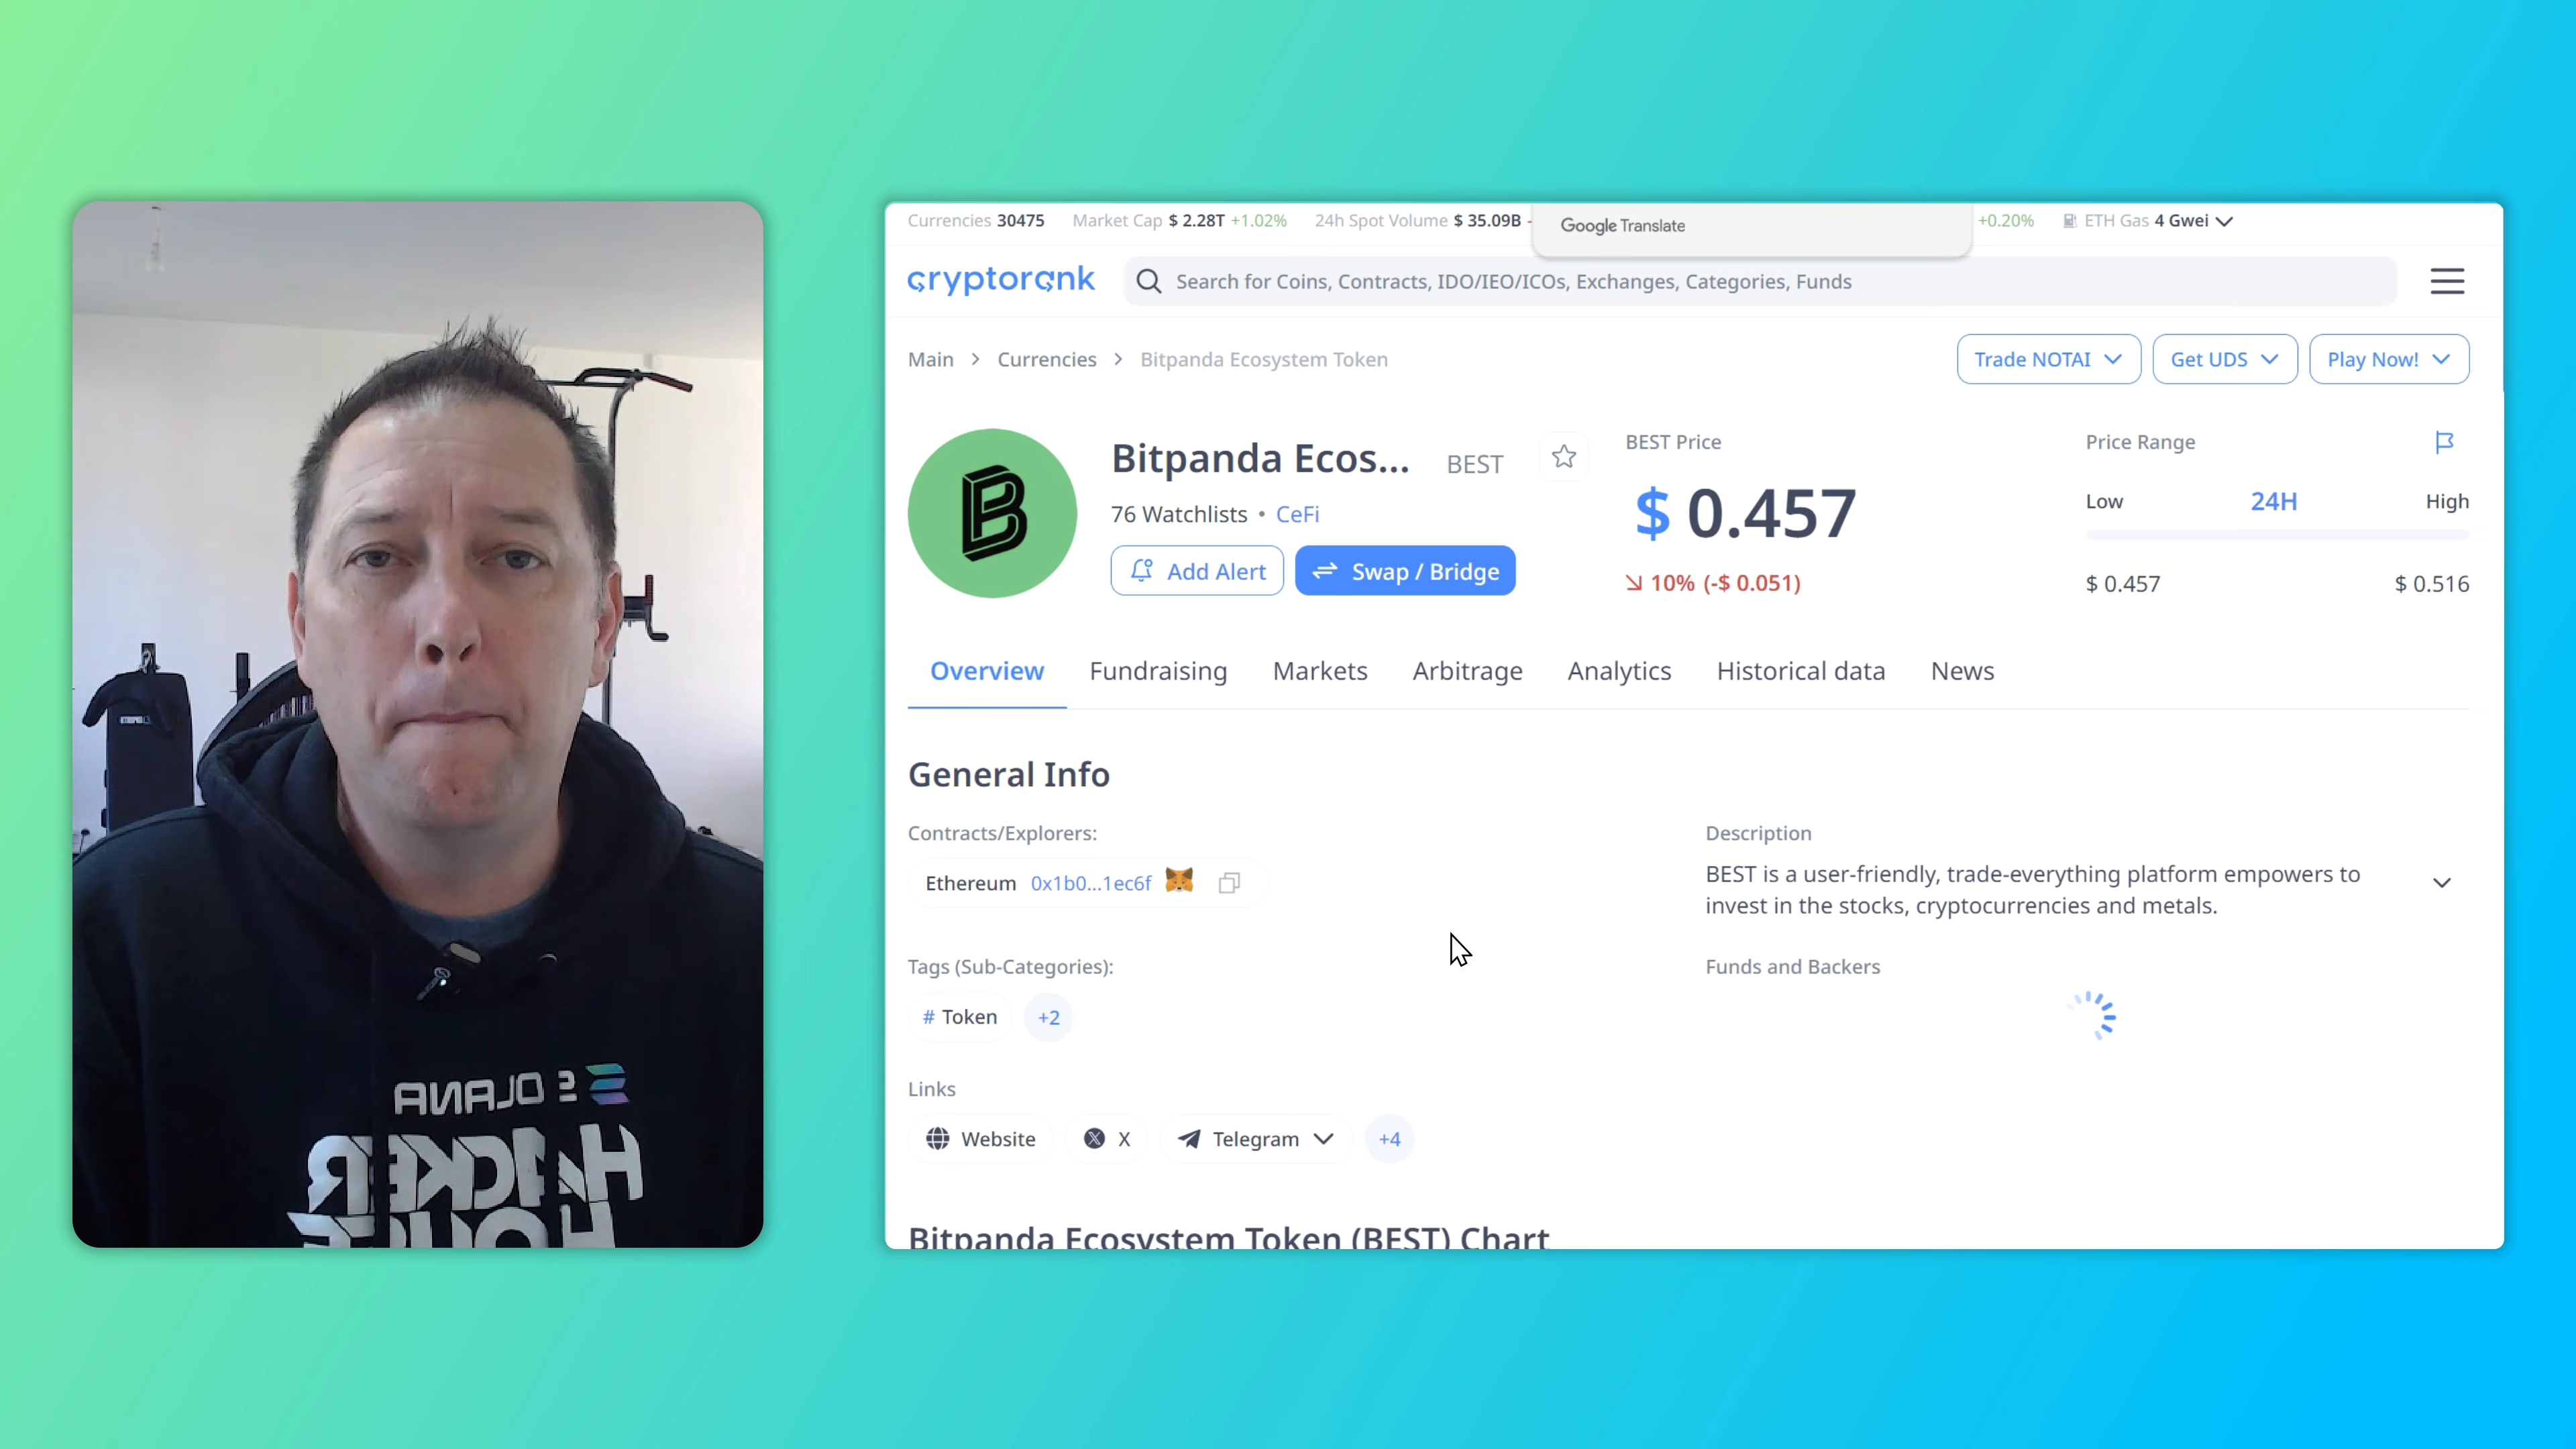 Currencies 30475 Market Cap $ 2.28T +1.02% 24h Spot Volume $ 35.09B - Google Translate +0.20% ETH Gas 4 Gwei
cryptorank Search for Coins, Contracts, IDO/IEO/ICOs, Exchanges, Categories, Funds
Main > Currencies > Bitpanda Ecosystem Token Trade NOTAI Get UDS Play Now!
Bitpanda Ecos... BEST
76 Watchlists • CeFi
Add Alert Swap / Bridge
BEST Price
$ 0.457
10% (-$ 0.051)
Price Range
Low 24H High
$ 0.457 $ 0.516
Overview Fundraising Markets Arbitrage Analytics Historical data News
General Info
Contracts/Explorers:
Ethereum 0x1b0...1ec6f
Tags (Sub-Categories):
# Token +2
Links
Website X Telegram +4
Description
BEST is a user-friendly, trade-everything platform empowers to
invest in the stocks, cryptocurrencies and metals.
Funds and Backers
Bitpanda Ecosystem Token (BEST) Chart
SOLANA
HACKER
HOUSE